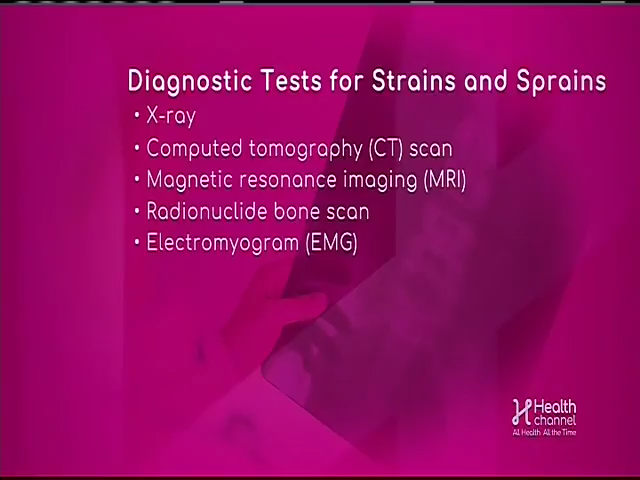 Diagnostic Tests for Strains and Sprains
• X-ray
• Computed tomography (CT) scan
• Magnetic resonance imaging (MRI)
• Radionuclide bone scan
• Electromyogram (EMG)
Health
channel
All Health All the Time